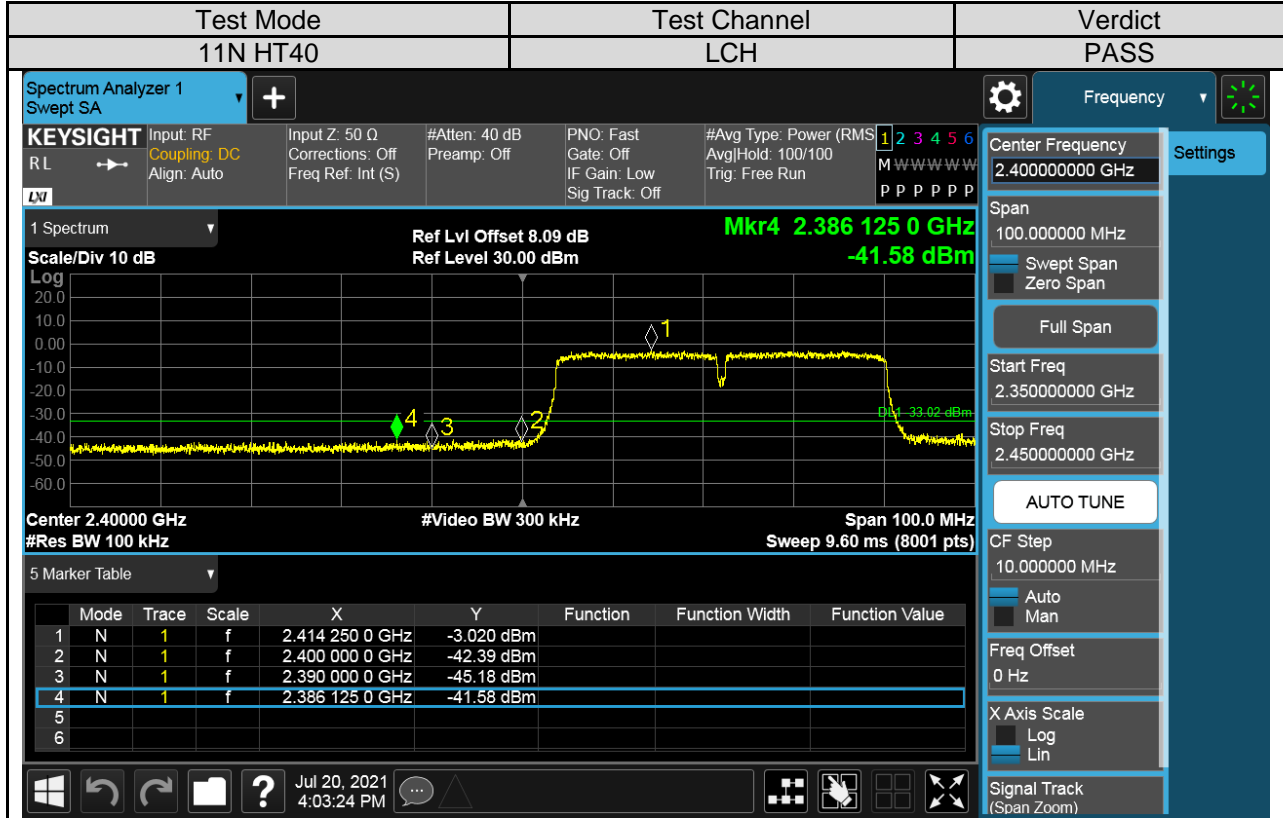 Test Mode Test Channel Verdict
11N HT40 LCH PASS
Spectrum Analyzer 1
Swept SA
+
Frequency
KEYSIGHT Input: RF Input Z: 50 Ω #Atten: 40 dB PNO: Fast #Avg Type: Power (RMS 1 2 3 4 5 6
RL Coupling: DC Corrections: Off Preamp: Off Gate: Off Avg|Hold: 100/100 M W W W W W
Align: Auto Freq Ref: Int (S) IF Gain: Low Trig: Free Run
LXI Sig Track: Off P P P P P P
1 Spectrum
Ref Lvl Offset 8.09 dB
Mkr4 2.386 125 0 GHz
Scale/Div 10 dB Ref Level 30.00 dBm -41.58 dBm
Log
20.0
10.0
0.00
-10.0
-20.0
-30.0
-40.0
-50.0
-60.0
1
2
3
4
DL1 -33.02 dBm
Center 2.40000 GHz #Video BW 300 kHz Span 100.0 MHz
#Res BW 100 kHz Sweep 9.60 ms (8001 pts)
5 Marker Table
Mode Trace Scale X Y Function Function Width Function Value
1 N 1 f 2.414 250 0 GHz -3.020 dBm
2 N 1 f 2.400 000 0 GHz -42.39 dBm
3 N 1 f 2.390 000 0 GHz -45.18 dBm
4 N 1 f 2.386 125 0 GHz -41.58 dBm
5
6
?
Jul 20, 2021
4:03:24 PM
Center Frequency
2.400000000 GHz
Settings
Span
100.000000 MHz
Swept Span
Zero Span
Full Span
Start Freq
2.350000000 GHz
Stop Freq
2.450000000 GHz
AUTO TUNE
CF Step
10.000000 MHz
Auto
Man
Freq Offset
0 Hz
X Axis Scale
Log
Lin
Signal Track
(Span Zoom)